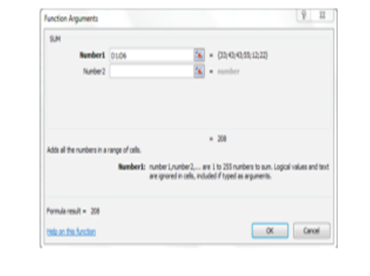 Function Arguments
SUM
Number1 D1:D6 = {33;43;43;55;12;22}
Number2 = number
= 208
Adds all the numbers in a range of cells.
Number1: number1,number2,... are 1 to 255 numbers to sum. Logical values and text
are ignored in cells, included if typed as arguments.
Formula result = 208
Help on this function
OK
Cancel